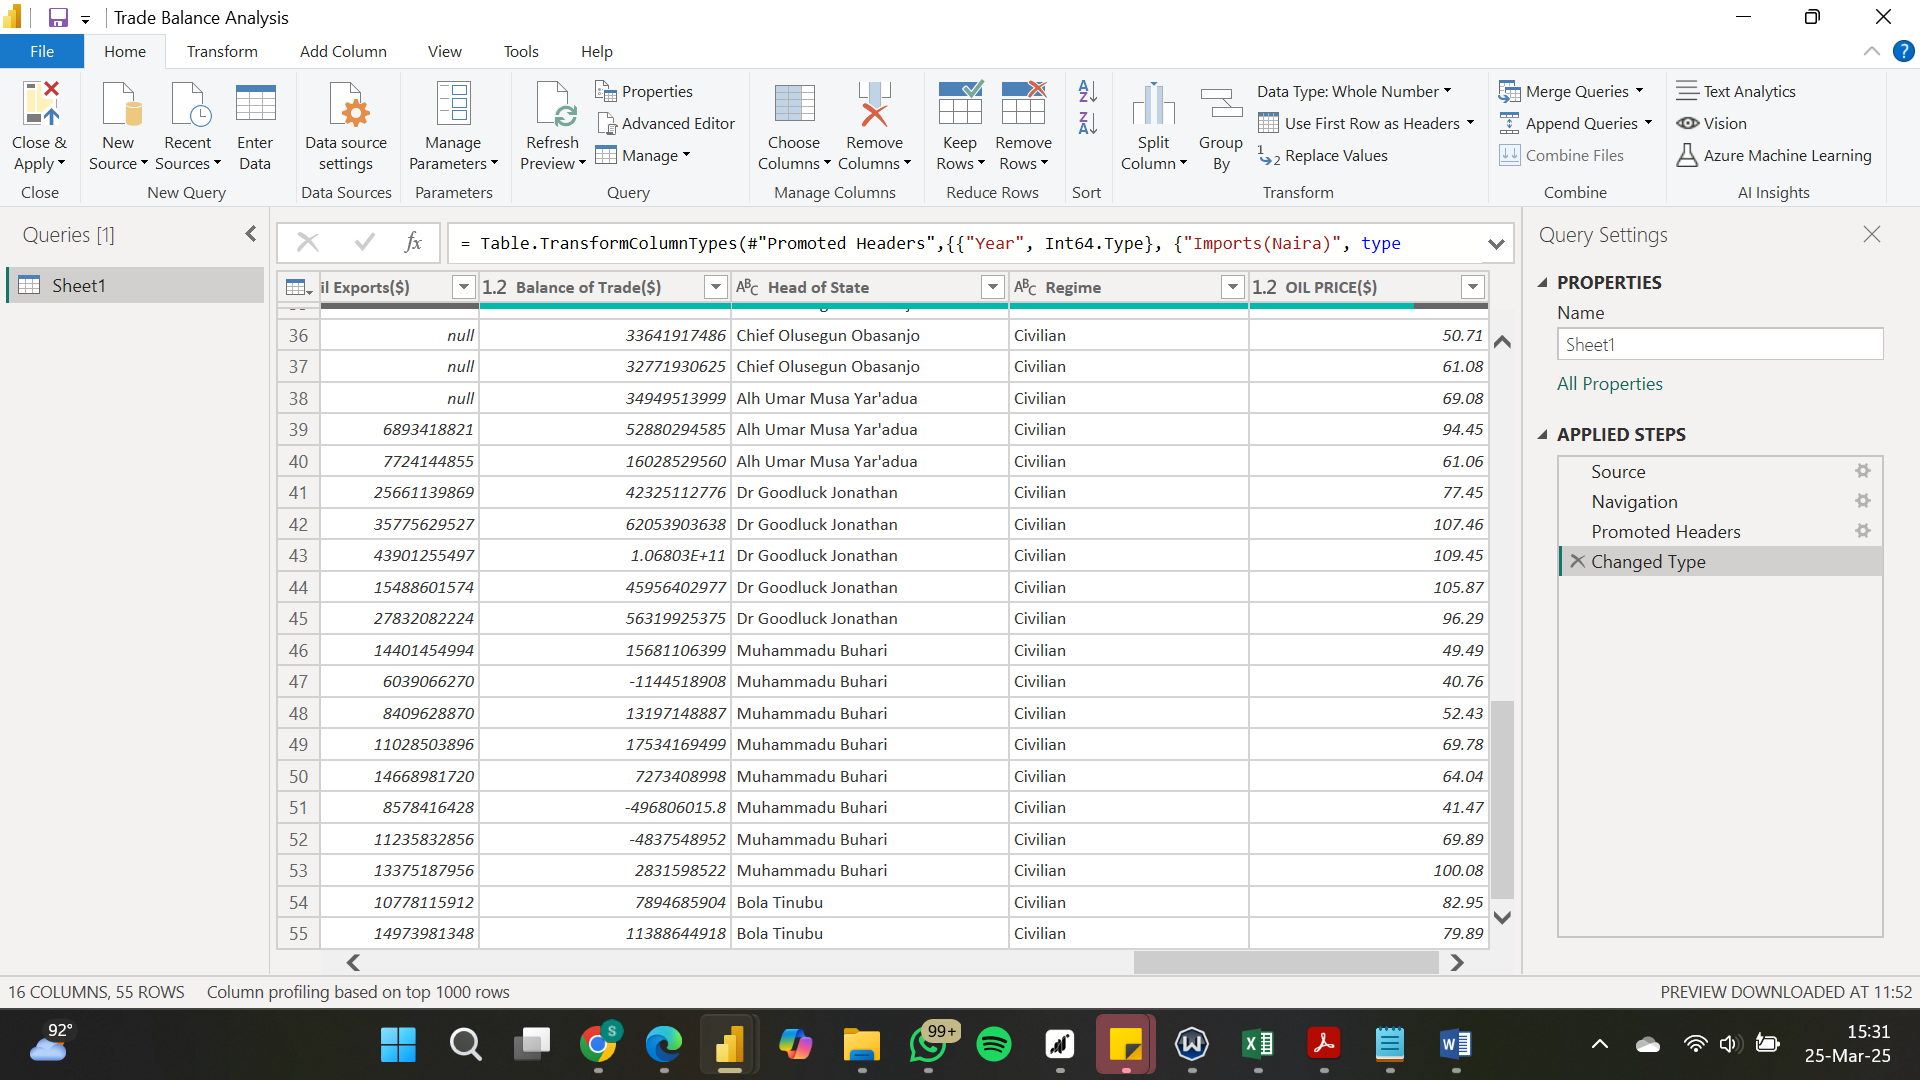 Trade Balance Analysis
File Home Transform Add Column View Tools Help
Close & Apply
New Source
Recent Sources
Enter Data
Data source settings
Manage Parameters
Refresh Preview
Properties
Advanced Editor
Manage
Choose Columns
Remove Columns
Keep Rows
Remove Rows
Split Column
Group By
Data Type: Whole Number
Use First Row as Headers
Replace Values
Merge Queries
Append Queries
Combine Files
Text Analytics
Vision
Azure Machine Learning
Close New Query Data Sources Parameters Query Manage Columns Reduce Rows Sort Transform Combine AI Insights
Queries [1]
Sheet1
fx = Table.TransformColumnTypes(#"Promoted Headers",{{"Year", Int64.Type}, {"Imports(Naira)", type
il Exports($) 1.2 Balance of Trade($) ABC Head of State ABC Regime 1.2 OIL PRICE($)
36 null 33641917486 Chief Olusegun Obasanjo Civilian 50.71
37 null 32771930625 Chief Olusegun Obasanjo Civilian 61.08
38 null 34949513999 Alh Umar Musa Yar'adua Civilian 69.08
39 6893418821 52880294585 Alh Umar Musa Yar'adua Civilian 94.45
40 7724144855 16028529560 Alh Umar Musa Yar'adua Civilian 61.06
41 25661139869 42325112776 Dr Goodluck Jonathan Civilian 77.45
42 35775629527 62053903638 Dr Goodluck Jonathan Civilian 107.46
43 43901255497 1.06803E+11 Dr Goodluck Jonathan Civilian 109.45
44 15488601574 45956402977 Dr Goodluck Jonathan Civilian 105.87
45 27832082224 56319925375 Dr Goodluck Jonathan Civilian 96.29
46 14401454994 15681106399 Muhammadu Buhari Civilian 49.49
47 6039066270 -1144518908 Muhammadu Buhari Civilian 40.76
48 8409628870 13197148887 Muhammadu Buhari Civilian 52.43
49 11028503896 17534169499 Muhammadu Buhari Civilian 69.78
50 14668981720 7273408998 Muhammadu Buhari Civilian 64.04
51 8578416428 -496806015.8 Muhammadu Buhari Civilian 41.47
52 11235832856 -4837548952 Muhammadu Buhari Civilian 69.89
53 13375187956 2831598522 Muhammadu Buhari Civilian 100.08
54 10778115912 7894685904 Bola Tinubu Civilian 82.95
55 14973981348 11388644918 Bola Tinubu Civilian 79.89
Query Settings
PROPERTIES
Name
Sheet1
All Properties
APPLIED STEPS
Source
Navigation
Promoted Headers
Changed Type
16 COLUMNS, 55 ROWS Column profiling based on top 1000 rows PREVIEW DOWNLOADED AT 11:52
92°
S
99+
15:31
25-Mar-25